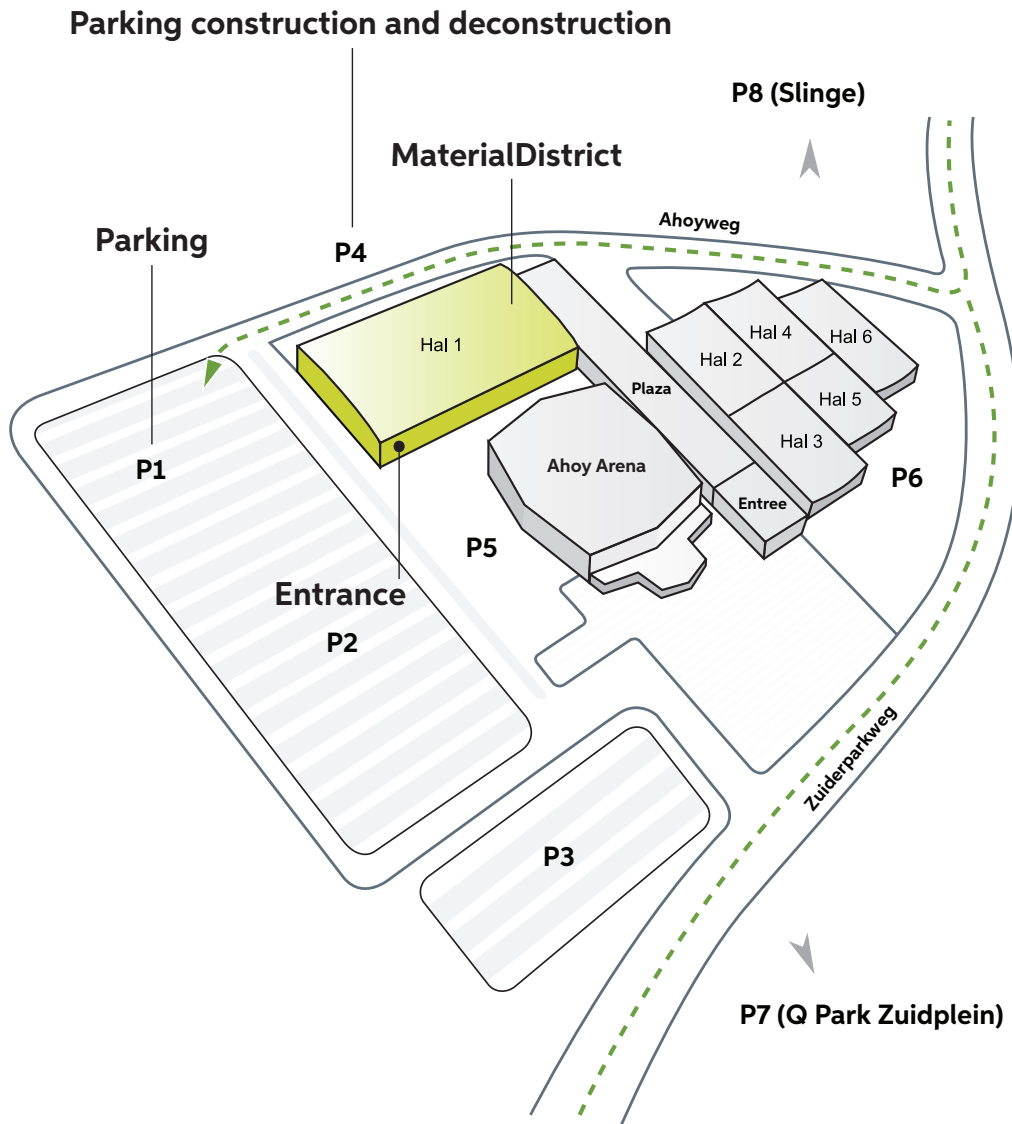 Parking construction and deconstruction
P8 (Slinge)
MaterialDistrict
Ahoyweg
Parking
P4
Hal 1
Hal 4
Hal 6
Hal 2
Plaza
Hal 5
Hal 3
P1
Ahoy Arena
P6
Entree
P5
Entrance
P2
Zuiderparkweg
P3
P7 (Q Park Zuidplein)